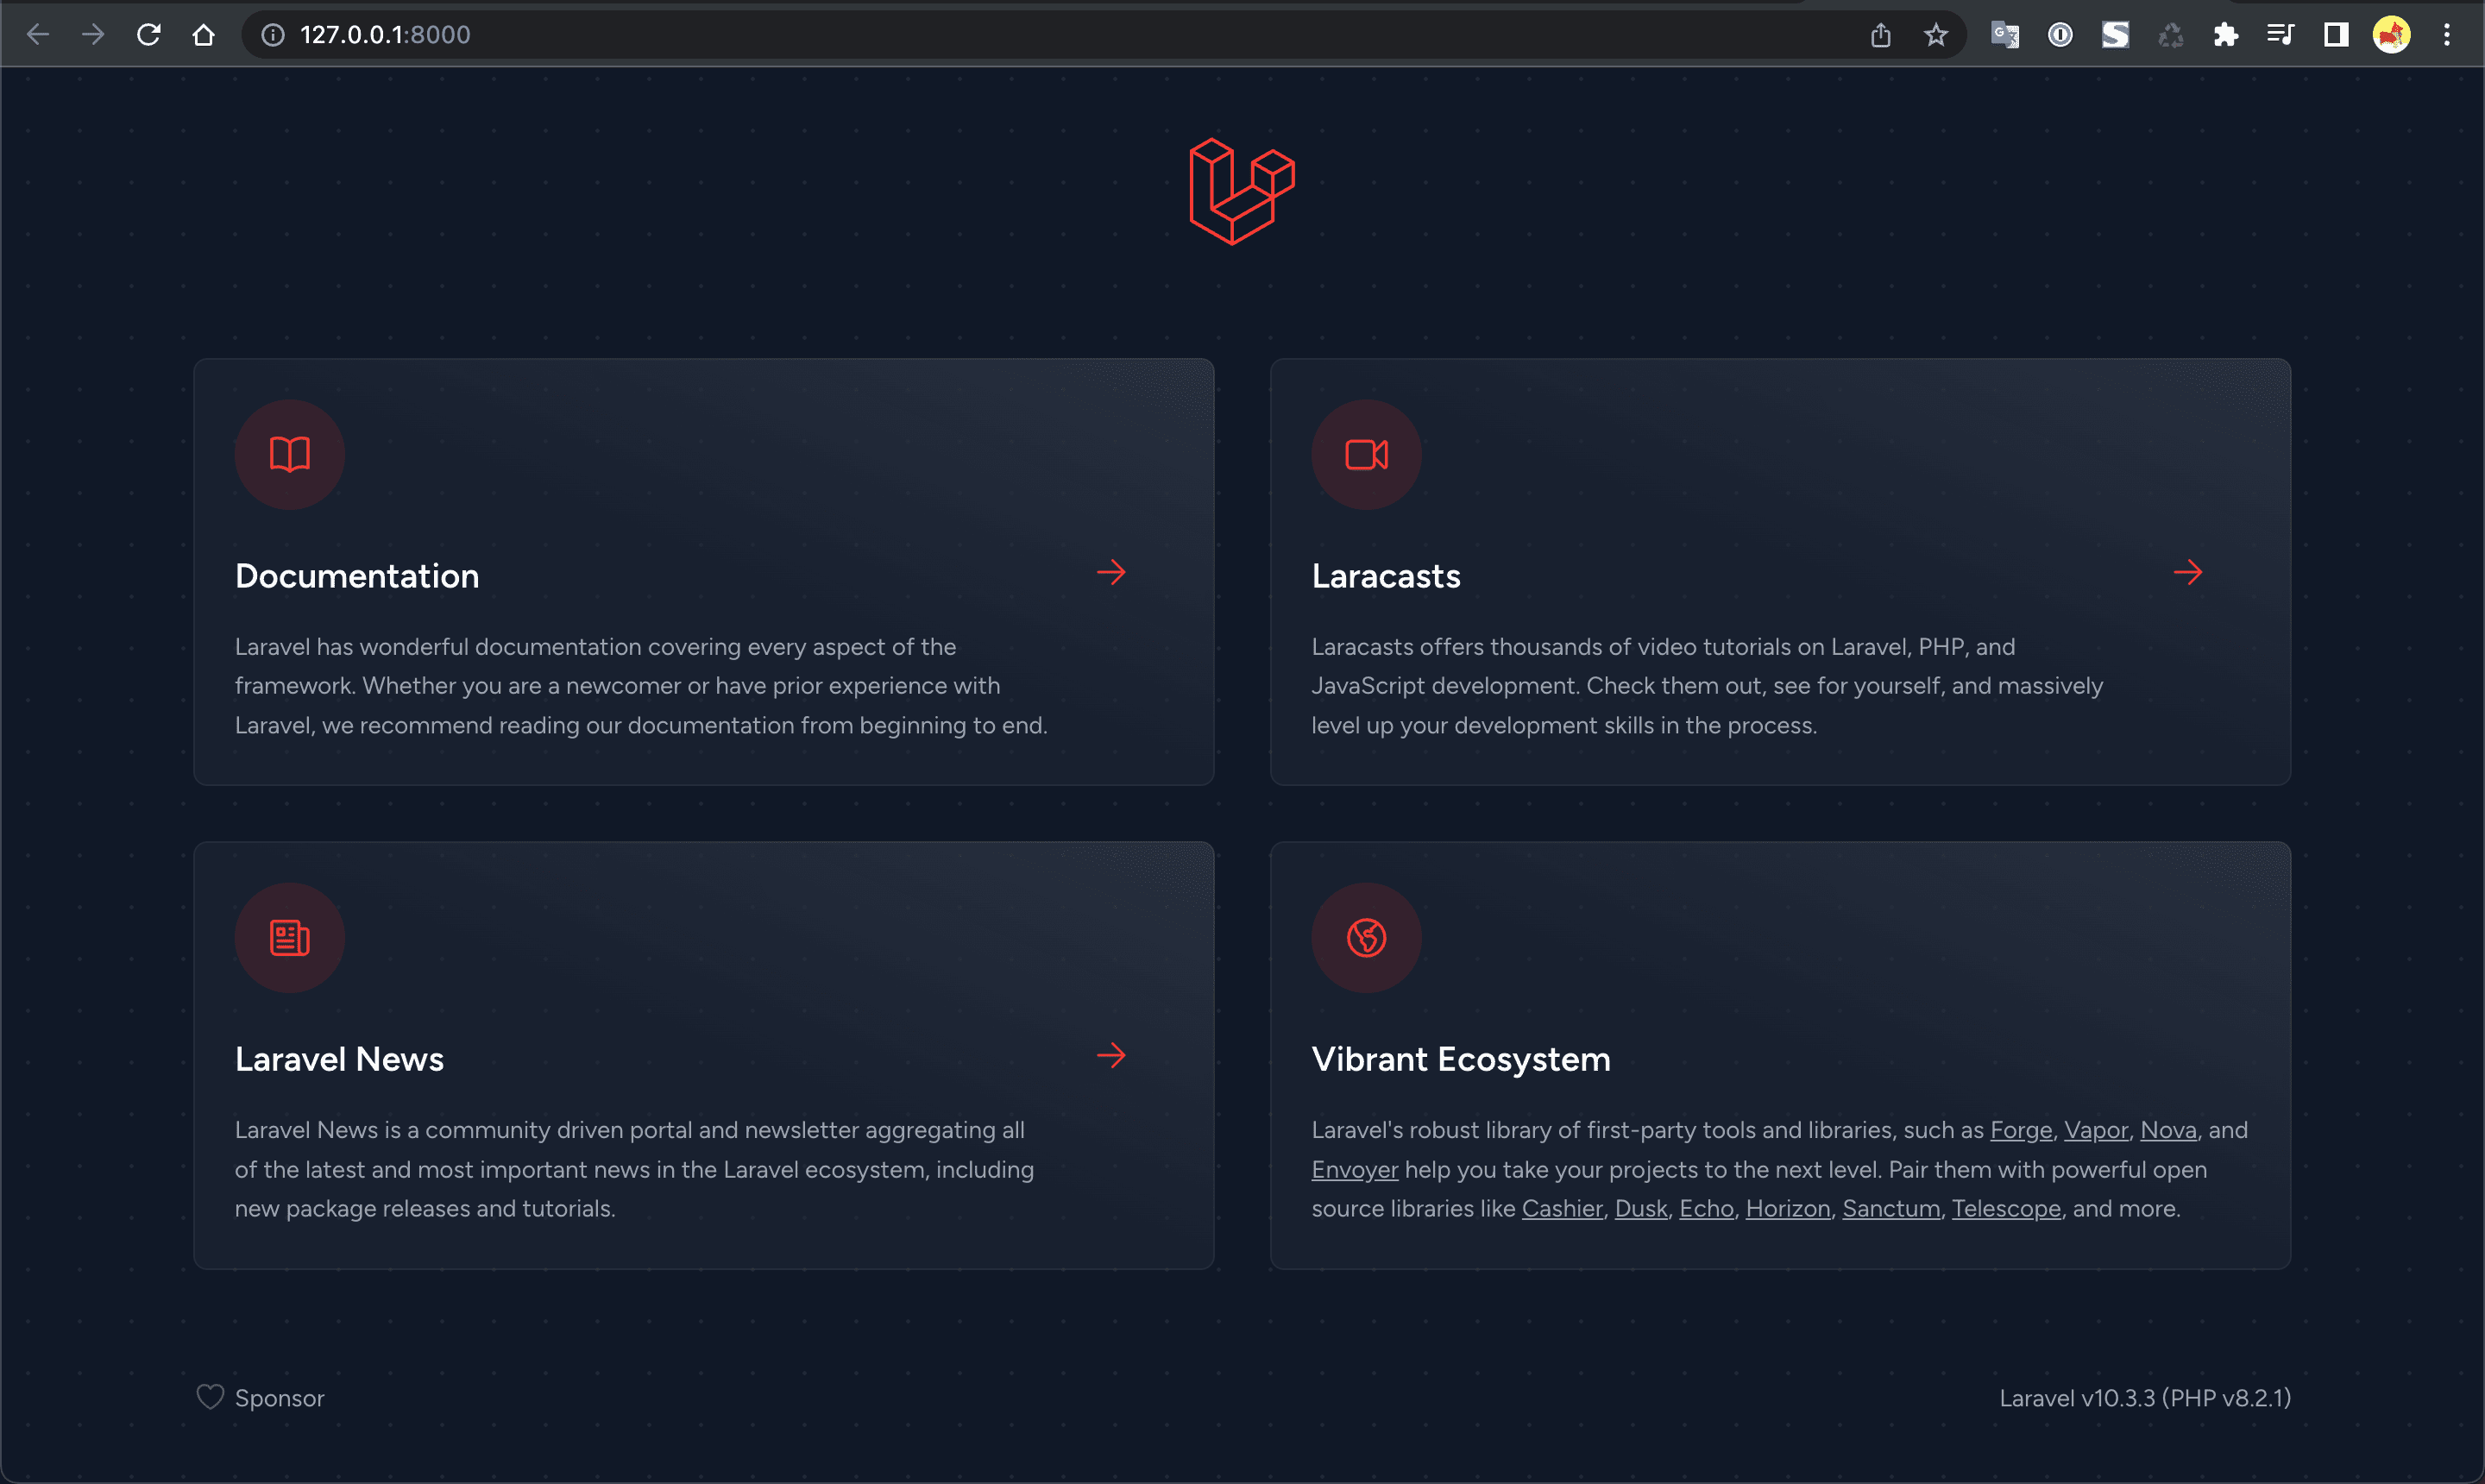 127.0.0.1:8000
Documentation
Laravel has wonderful documentation covering every aspect of the
framework. Whether you are a newcomer or have prior experience with
Laravel, we recommend reading our documentation from beginning to end.
Laracasts
Laracasts offers thousands of video tutorials on Laravel, PHP, and
JavaScript development. Check them out, see for yourself, and massively
level up your development skills in the process.
Laravel News
Laravel News is a community driven portal and newsletter aggregating all
of the latest and most important news in the Laravel ecosystem, including
new package releases and tutorials.
Vibrant Ecosystem
Laravel's robust library of first-party tools and libraries, such as Forge, Vapor, Nova, and
Envoyer help you take your projects to the next level. Pair them with powerful open
source libraries like Cashier, Dusk, Echo, Horizon, Sanctum, Telescope, and more.
Sponsor
Laravel v10.3.3 (PHP v8.2.1)